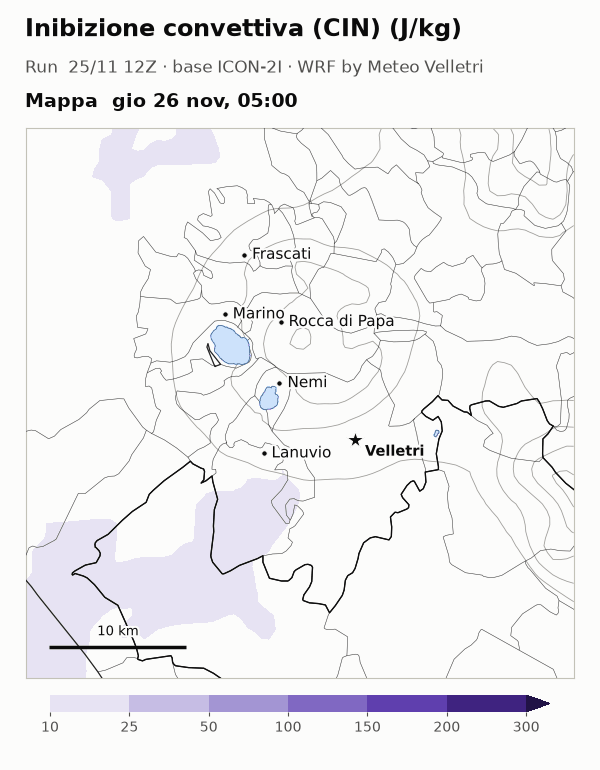 Inibizione convettiva (CIN) (J/kg)
Run  25/11 12Z · base ICON-2I · WRF by Meteo Velletri
Mappa  gio 26 nov, 05:00
Frascati
Marino
Rocca di Papa
Nemi
Velletri
Lanuvio
10 km
10 25 50 100 150 200 300